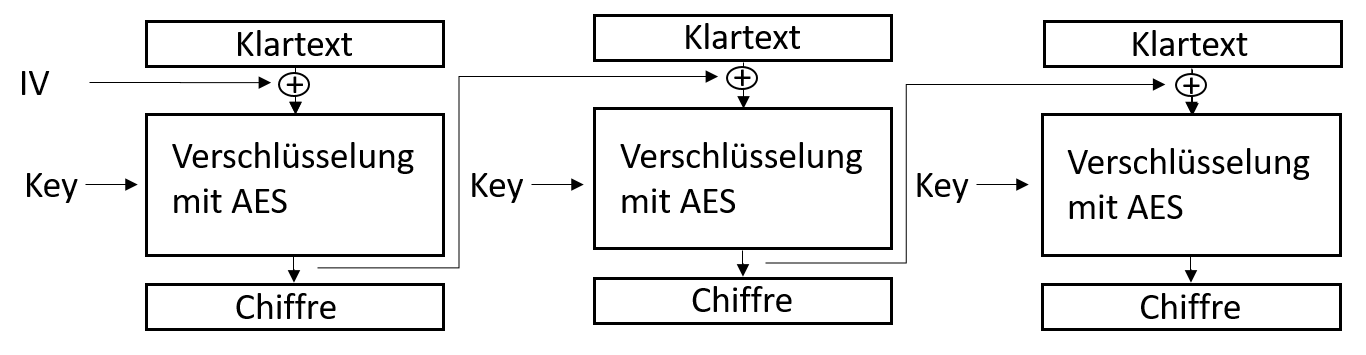 Klartext
Klartext
Klartext
IV
+
+
+
Verschlüsselung
mit AES
Verschlüsselung
mit AES
Verschlüsselung
mit AES
Key
Key
Key
Chiffre
Chiffre
Chiffre